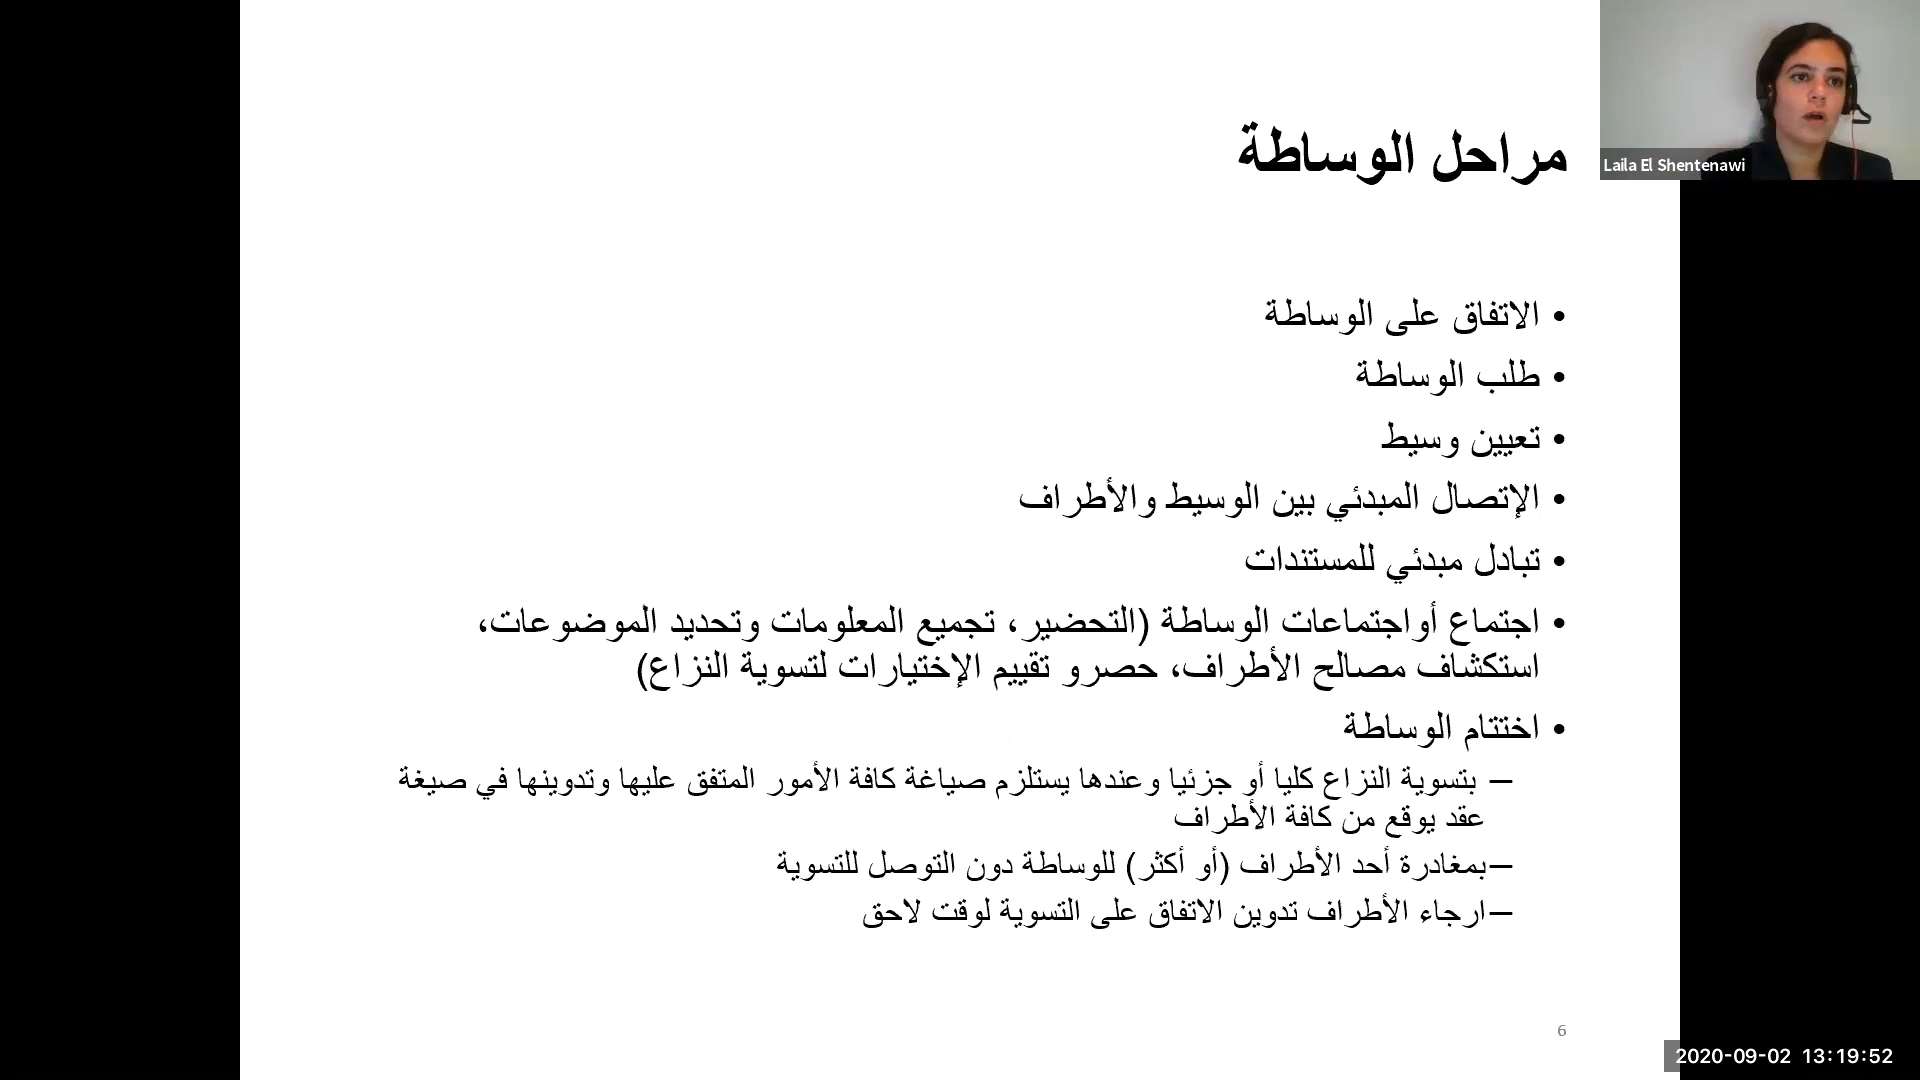 Laila El Shentenawi
مراحل الوساطة
• الاتفاق على الوساطة
• طلب الوساطة
• تعيين وسيط
• الإتصال المبدئي بين الوسيط والأطراف
• تبادل مبدئي للمستندات
• اجتماع أواجتماعات الوساطة (التحضير، تجميع المعلومات وتحديد الموضوعات،
استكشاف مصالح الأطراف، حصرو تقييم الإختيارات لتسوية النزاع)
• اختتام الوساطة
– بتسوية النزاع كليا أو جزئيا وعندها يستلزم صياغة كافة الأمور المتفق عليها وتدوينها في صيغة
عقد يوقع من كافة الأطراف
–بمغادرة أحد الأطراف (أو أكثر) للوساطة دون التوصل للتسوية
–ارجاء الأطراف تدوين الاتفاق على التسوية لوقت لاحق
6
2020-09-02 13:19:52